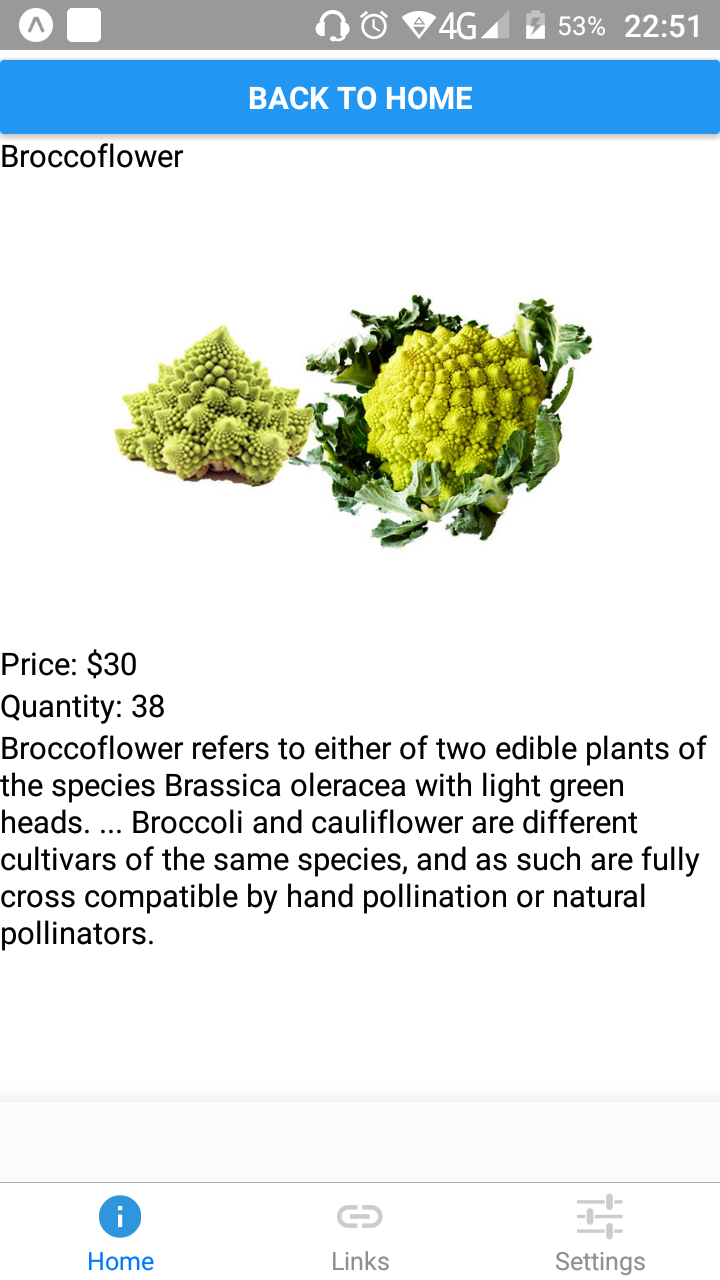 4G 53% 22:51
BACK TO HOME
Broccoflower
Price: $30
Quantity: 38
Broccoflower refers to either of two edible plants of
the species Brassica oleracea with light green
heads. ... Broccoli and cauliflower are different
cultivars of the same species, and as such are fully
cross compatible by hand pollination or natural
pollinators.
Home Links Settings